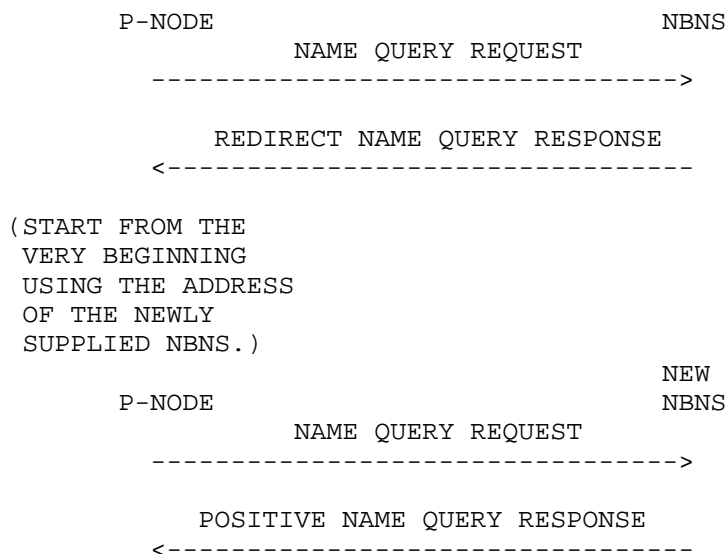 P-NODE NBNS
NAME QUERY REQUEST
---------------------------------->
REDIRECT NAME QUERY RESPONSE
<----------------------------------
(START FROM THE
VERY BEGINNING
USING THE ADDRESS
OF THE NEWLY
SUPPLIED NBNS.)
NEW
P-NODE NBNS
NAME QUERY REQUEST
---------------------------------->
POSITIVE NAME QUERY RESPONSE
<----------------------------------